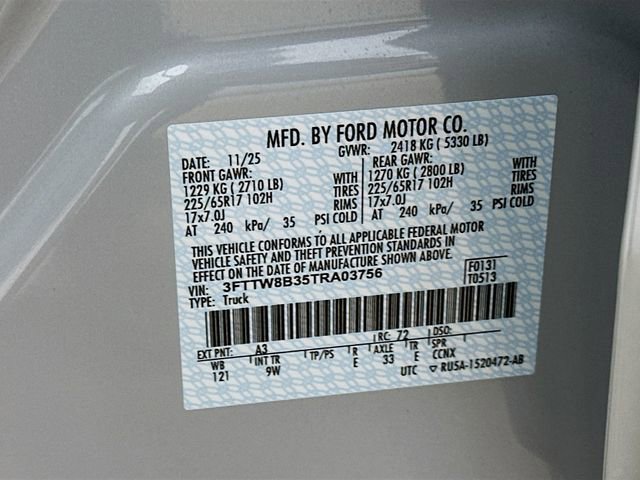 MFD. BY FORD MOTOR CO.
DATE: 11/25 GVWR: 2418 KG ( 5330 LB)
FRONT GAWR: REAR GAWR:
1229 KG ( 2710 LB) WITH 1270 KG ( 2800 LB) WITH
225/65R17 102H TIRES 225/65R17 102H TIRES
17x7.0J RIMS 17x7.0J RIMS
AT 240 kPa/ 35 PSI COLD AT 240 kPa/ 35 PSI COLD
THIS VEHICLE CONFORMS TO ALL APPLICABLE FEDERAL MOTOR
VEHICLE SAFETY AND THEFT PREVENTION STANDARDS IN
EFFECT ON THE DATE OF MANUFACTURE SHOWN ABOVE.
VIN: 3FTTW8B35TRA03756 F0131
TYPE: Truck T0513
EXT PNT: A3 RC: 72 DSO:
WB INT TR TP/PS R AXLE TR SPR
121 9W E 33 E CCNX
UTC ▽ RU5A-1520472-AB